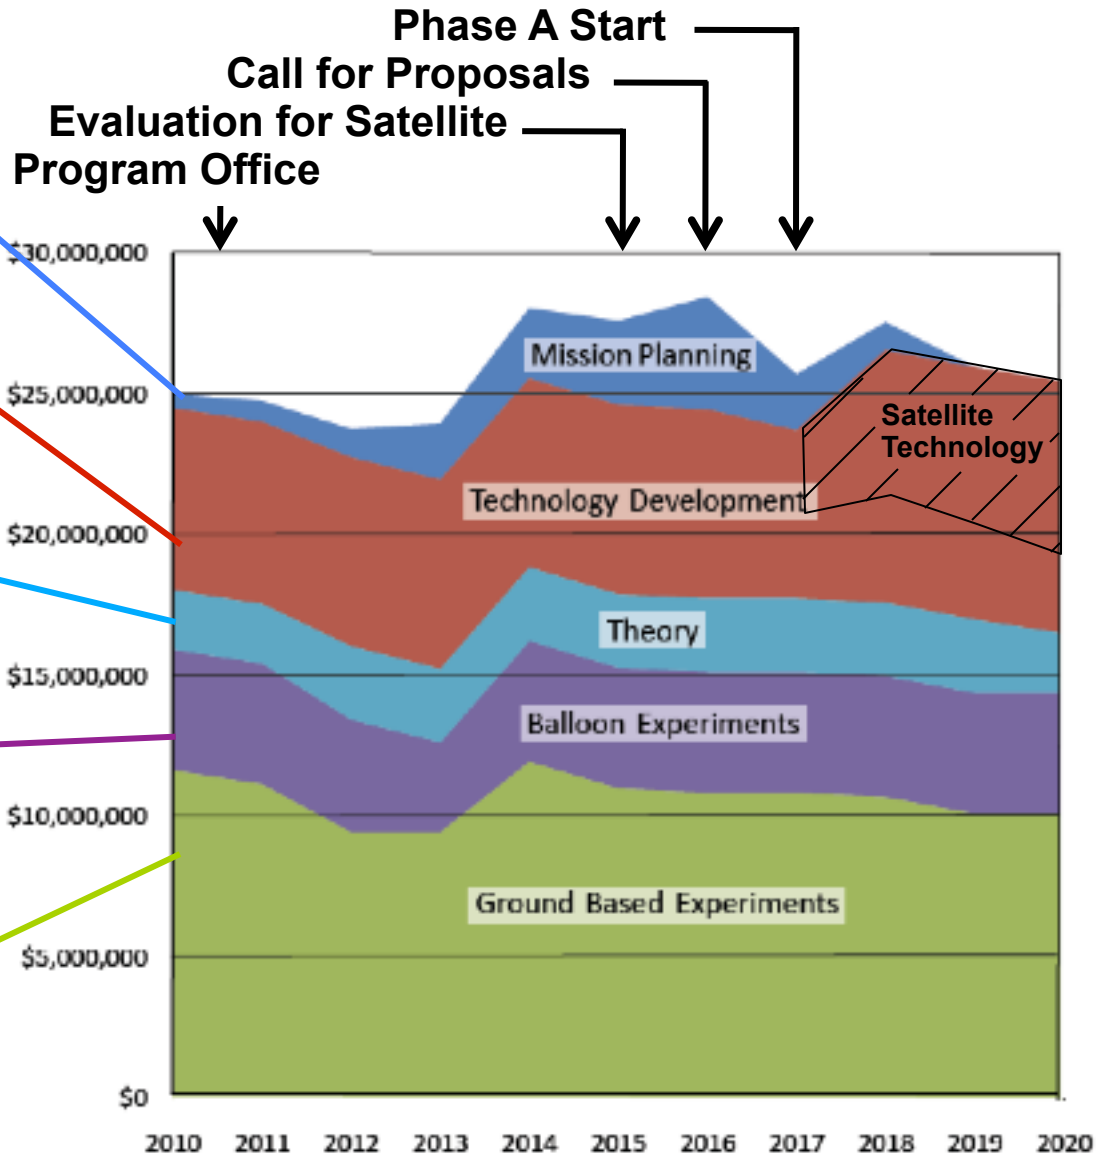 Phase A Start
Call for Proposals
Evaluation for Satellite
Program Office
$30,000,000
$25,000,000
$20,000,000
$15,000,000
$10,000,000
$5,000,000
$0
Mission Planning
Satellite
Technology
Technology Development
Theory
Balloon Experiments
Ground Based Experiments
2010 2011 2012 2013 2014 2015 2016 2017 2018 2019 2020